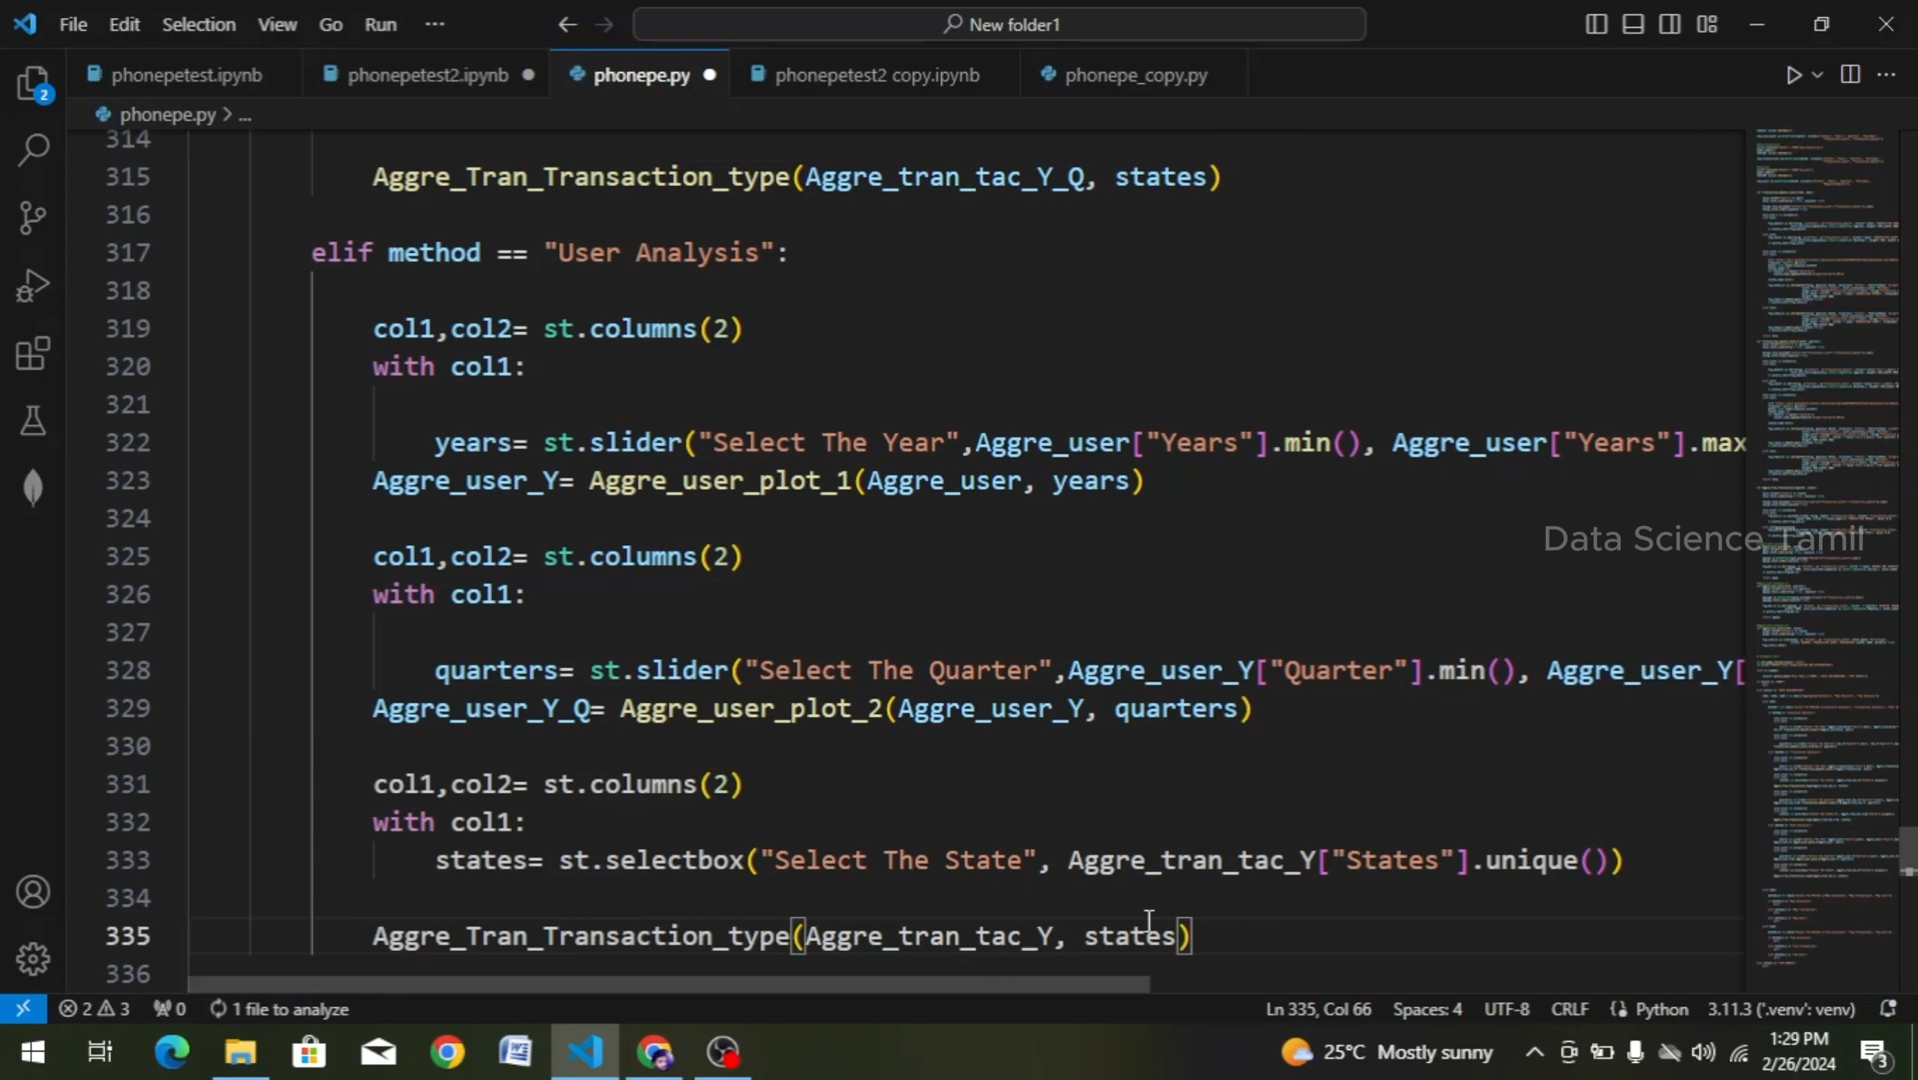 File Edit Selection View Go Run ... New folder1
phonepetest.ipynb phonepetest2.ipynb phonepe.py phonepetest2 copy.ipynb phonepe_copy.py
phonepe.py > ...
2
314
315 Aggre_Tran_Transaction_type(Aggre_tran_tac_Y_Q, states)
316
317 elif method == "User Analysis":
318
319 col1,col2= st.columns(2)
320 with col1:
321
322 years= st.slider("Select The Year",Aggre_user["Years"].min(), Aggre_user["Years"].max
323 Aggre_user_Y= Aggre_user_plot_1(Aggre_user, years)
324
325 col1,col2= st.columns(2)
326 with col1:
327
328 quarters= st.slider("Select The Quarter",Aggre_user_Y["Quarter"].min(), Aggre_user_Y[
329 Aggre_user_Y_Q= Aggre_user_plot_2(Aggre_user_Y, quarters)
330
331 col1,col2= st.columns(2)
332 with col1:
333 states= st.selectbox("Select The State", Aggre_tran_tac_Y["States"].unique())
334
335 Aggre_Tran_Transaction_type(Aggre_tran_tac_Y, states)
336
Data Science Tamil
2 3 0 1 file to analyze Ln 335, Col 66 Spaces: 4 UTF-8 CRLF {} Python 3.11.3 ('.venv': venv)
25°C Mostly sunny 1:29 PM
2/26/2024
3